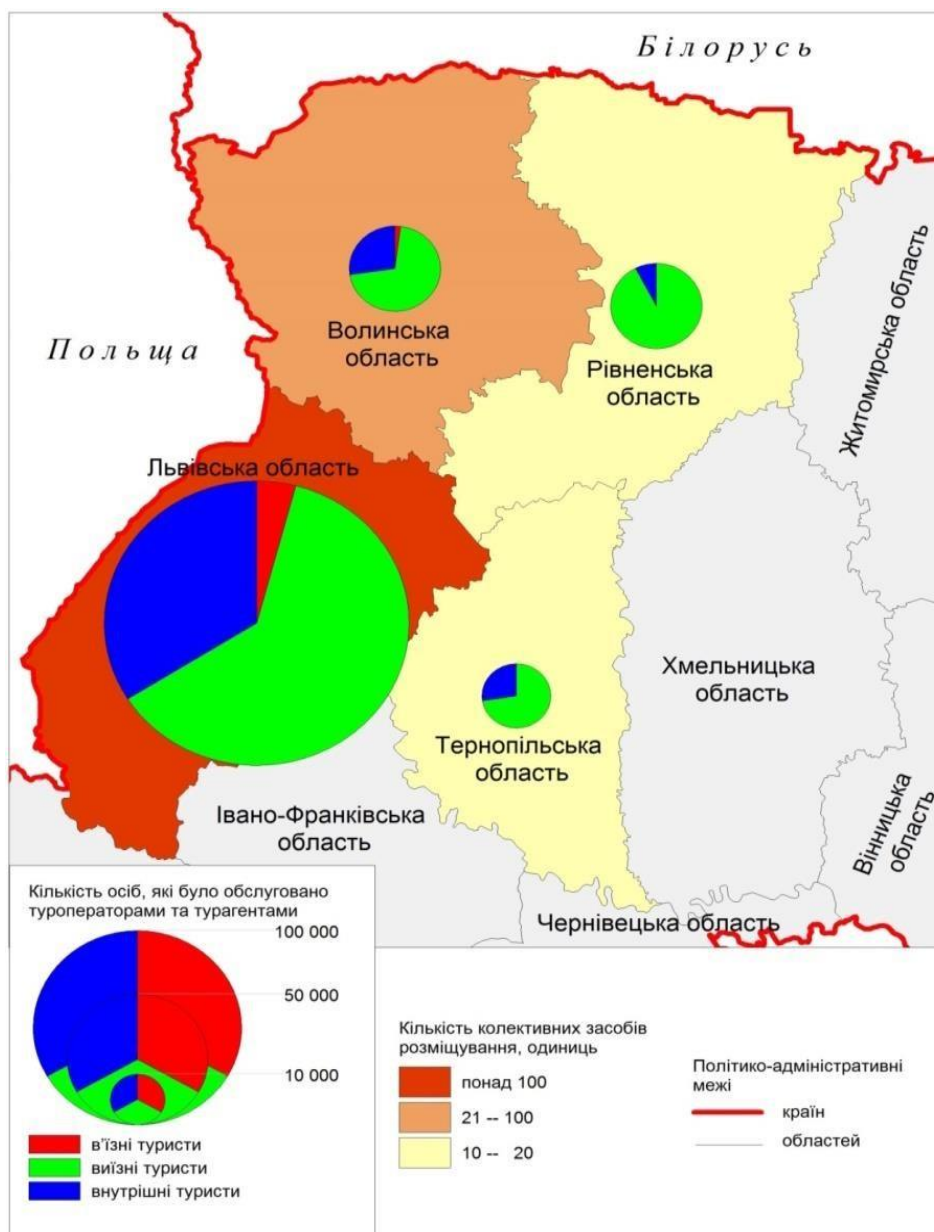 Білорусь
Польща
Волинська
область
Рівненська
область
Житомирська область
Львівська область
Хмельницька
область
Тернопільська
область
Івано-Франківська
область
Вінницька
область
Чернівецька область
Кількість осіб, які було обслуговано
туроператорами та турагентами
100 000
50 000
10 000
в'їзні туристи
виїзні туристи
внутрішні туристи
Кількість колективних засобів
розміщування, одиниць
понад 100
21 -- 100
10 -- 20
Політико-адміністративні
межі
країн
областей